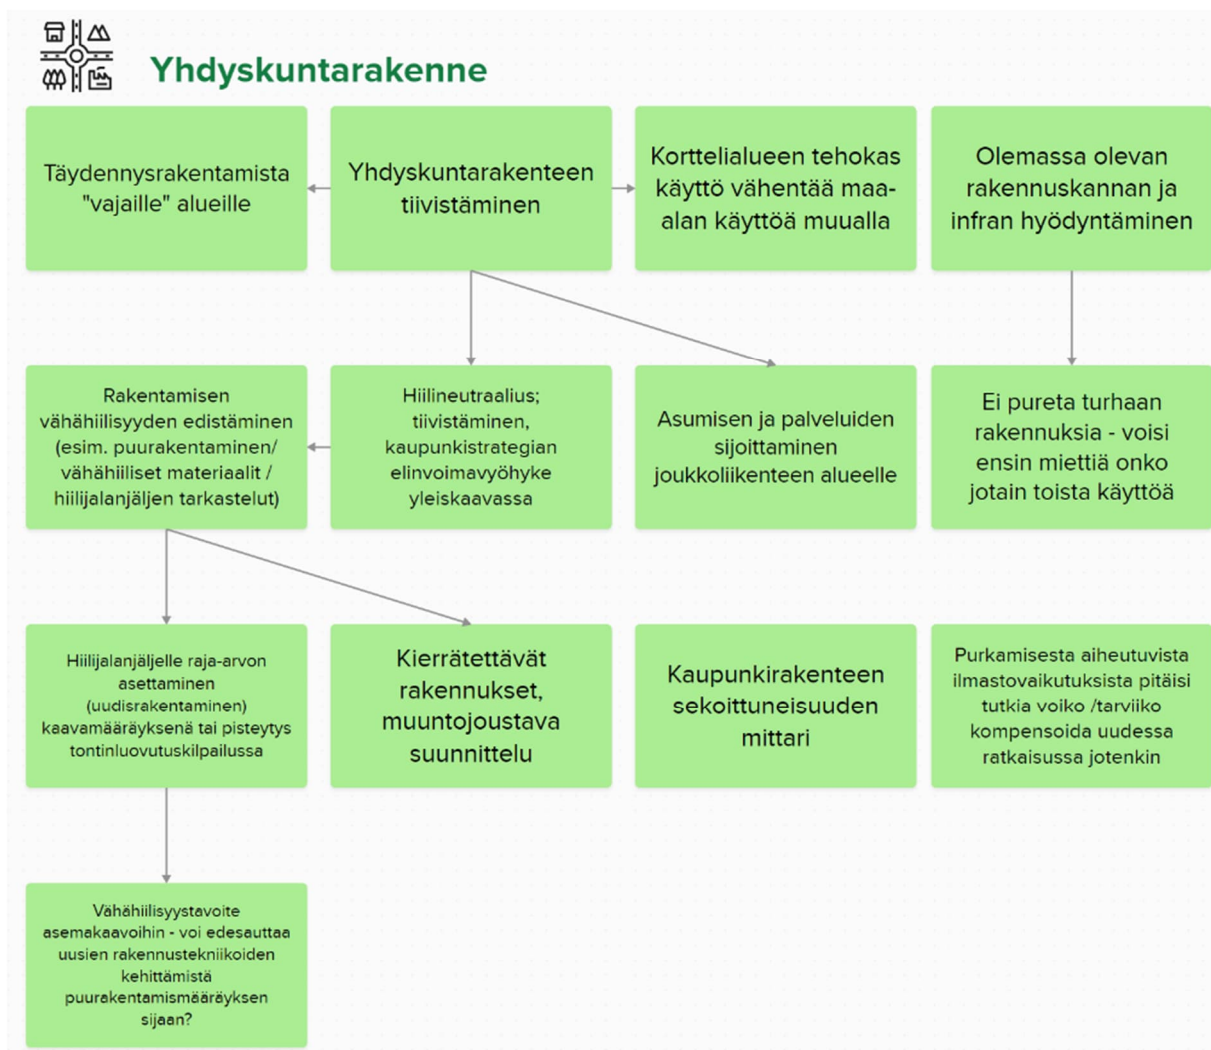 Yhdyskuntarakenne
Täydennysrakentamista
"vajaille" alueille
Yhdyskuntarakenteen
tiivistäminen
Korttelialueen tehokas
käyttö vähentää maa-
alan käyttöä muualla
Olemassa olevan
rakennuskannan ja
infran hyödyntäminen
Rakentamisen
vähähiilisyyden edistäminen
(esim. puurakentaminen/
vähähiiliset materiaalit /
hiilijalanjäljen tarkastelut)
Hiilineutraalius;
tiivistäminen,
kaupunkistrategian
elinvoimavyöhyke
yleiskaavassa
Asumisen ja palveluiden
sijoittaminen
joukkoliikenteen alueelle
Ei pureta turhaan
rakennuksia - voisi
ensin miettiä onko
jotain toista käyttöä
Hiilijalanjäljelle raja-arvon
asettaminen
(uudisrakentaminen)
kaavamääräyksenä tai pisteytys
tontinluovutuskilpailussa
Kierrätettävät
rakennukset,
muuntojoustava
suunnittelu
Kaupunkirakenteen
sekoittuneisuuden
mittari
Purkamisesta aiheutuvista
ilmastovaikutuksista pitäisi
tutkia voiko /tarviiko
kompensoida uudessa
ratkaisussa jotenkin
Vähähiilisyystavoite
asemakaavoihin - voi edesauttaa
uusien rakennustekniikoiden
kehittämistä
puurakentamismääräyksen
sijaan?